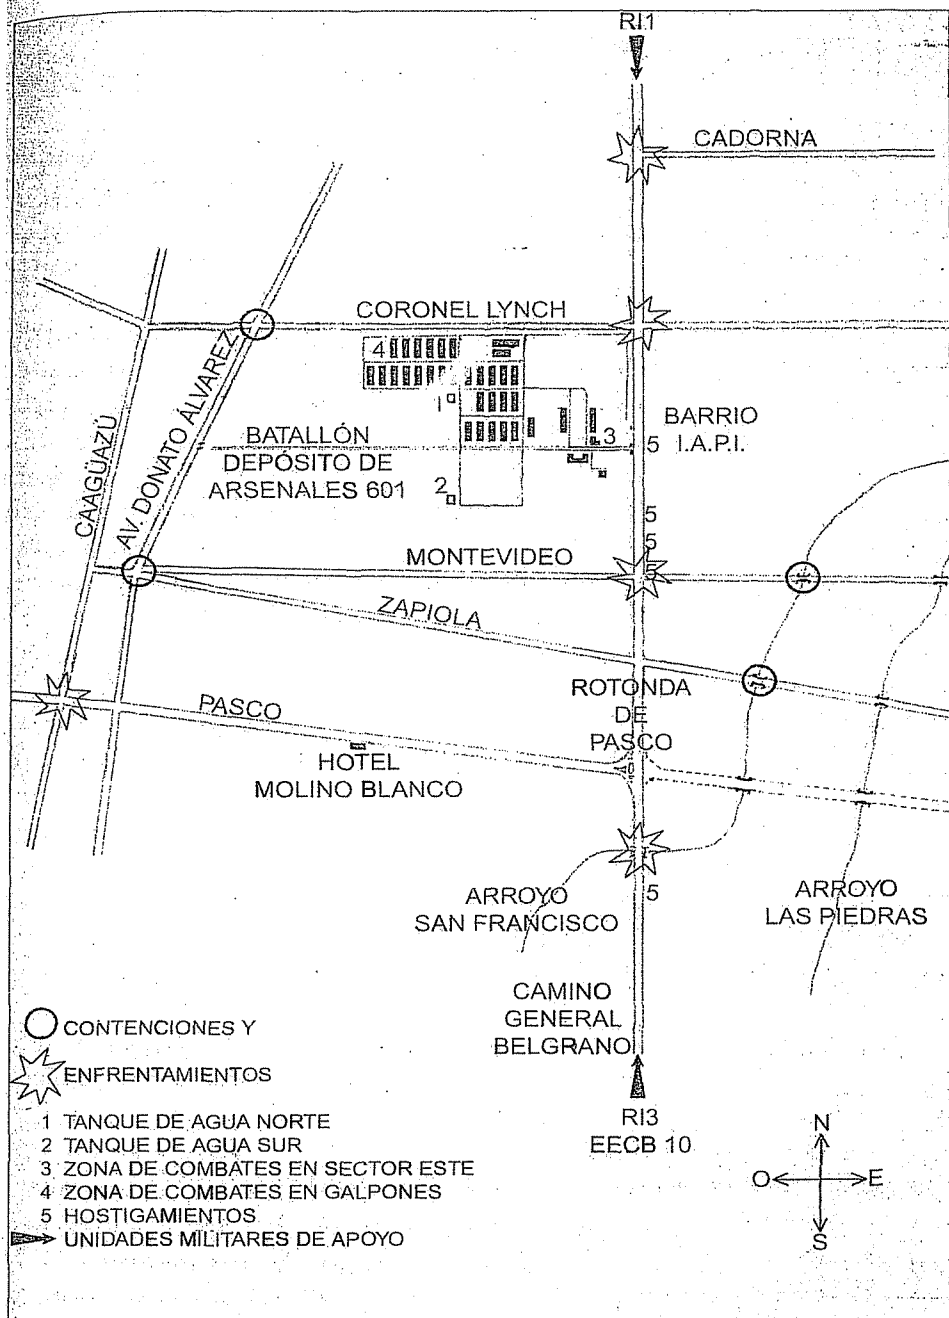 RI1
CADORNA
CORONEL LYNCH
4
1
AV. DONATO ÁLVAREZ
CAAGÜAZÚ
BATALLÓN
DEPÓSITO DE
ARSENALES 601
3
2
BARRIO
I.A.P.I.
5
5
5
5
MONTEVIDEO
ZAPIOLA
PASCO
ROTONDA
DE
PASCO
HOTEL
MOLINO BLANCO
ARROYO
SAN FRANCISCO
5
ARROYO
LAS PIEDRAS
CAMINO
GENERAL
BELGRANO
RI3
EECB 10
CONTENCIONES Y
ENFRENTAMIENTOS
1 TANQUE DE AGUA NORTE
2 TANQUE DE AGUA SUR
3 ZONA DE COMBATES EN SECTOR ESTE
4 ZONA DE COMBATES EN GALPONES
5 HOSTIGAMIENTOS
UNIDADES MILITARES DE APOYO
N
O E
S